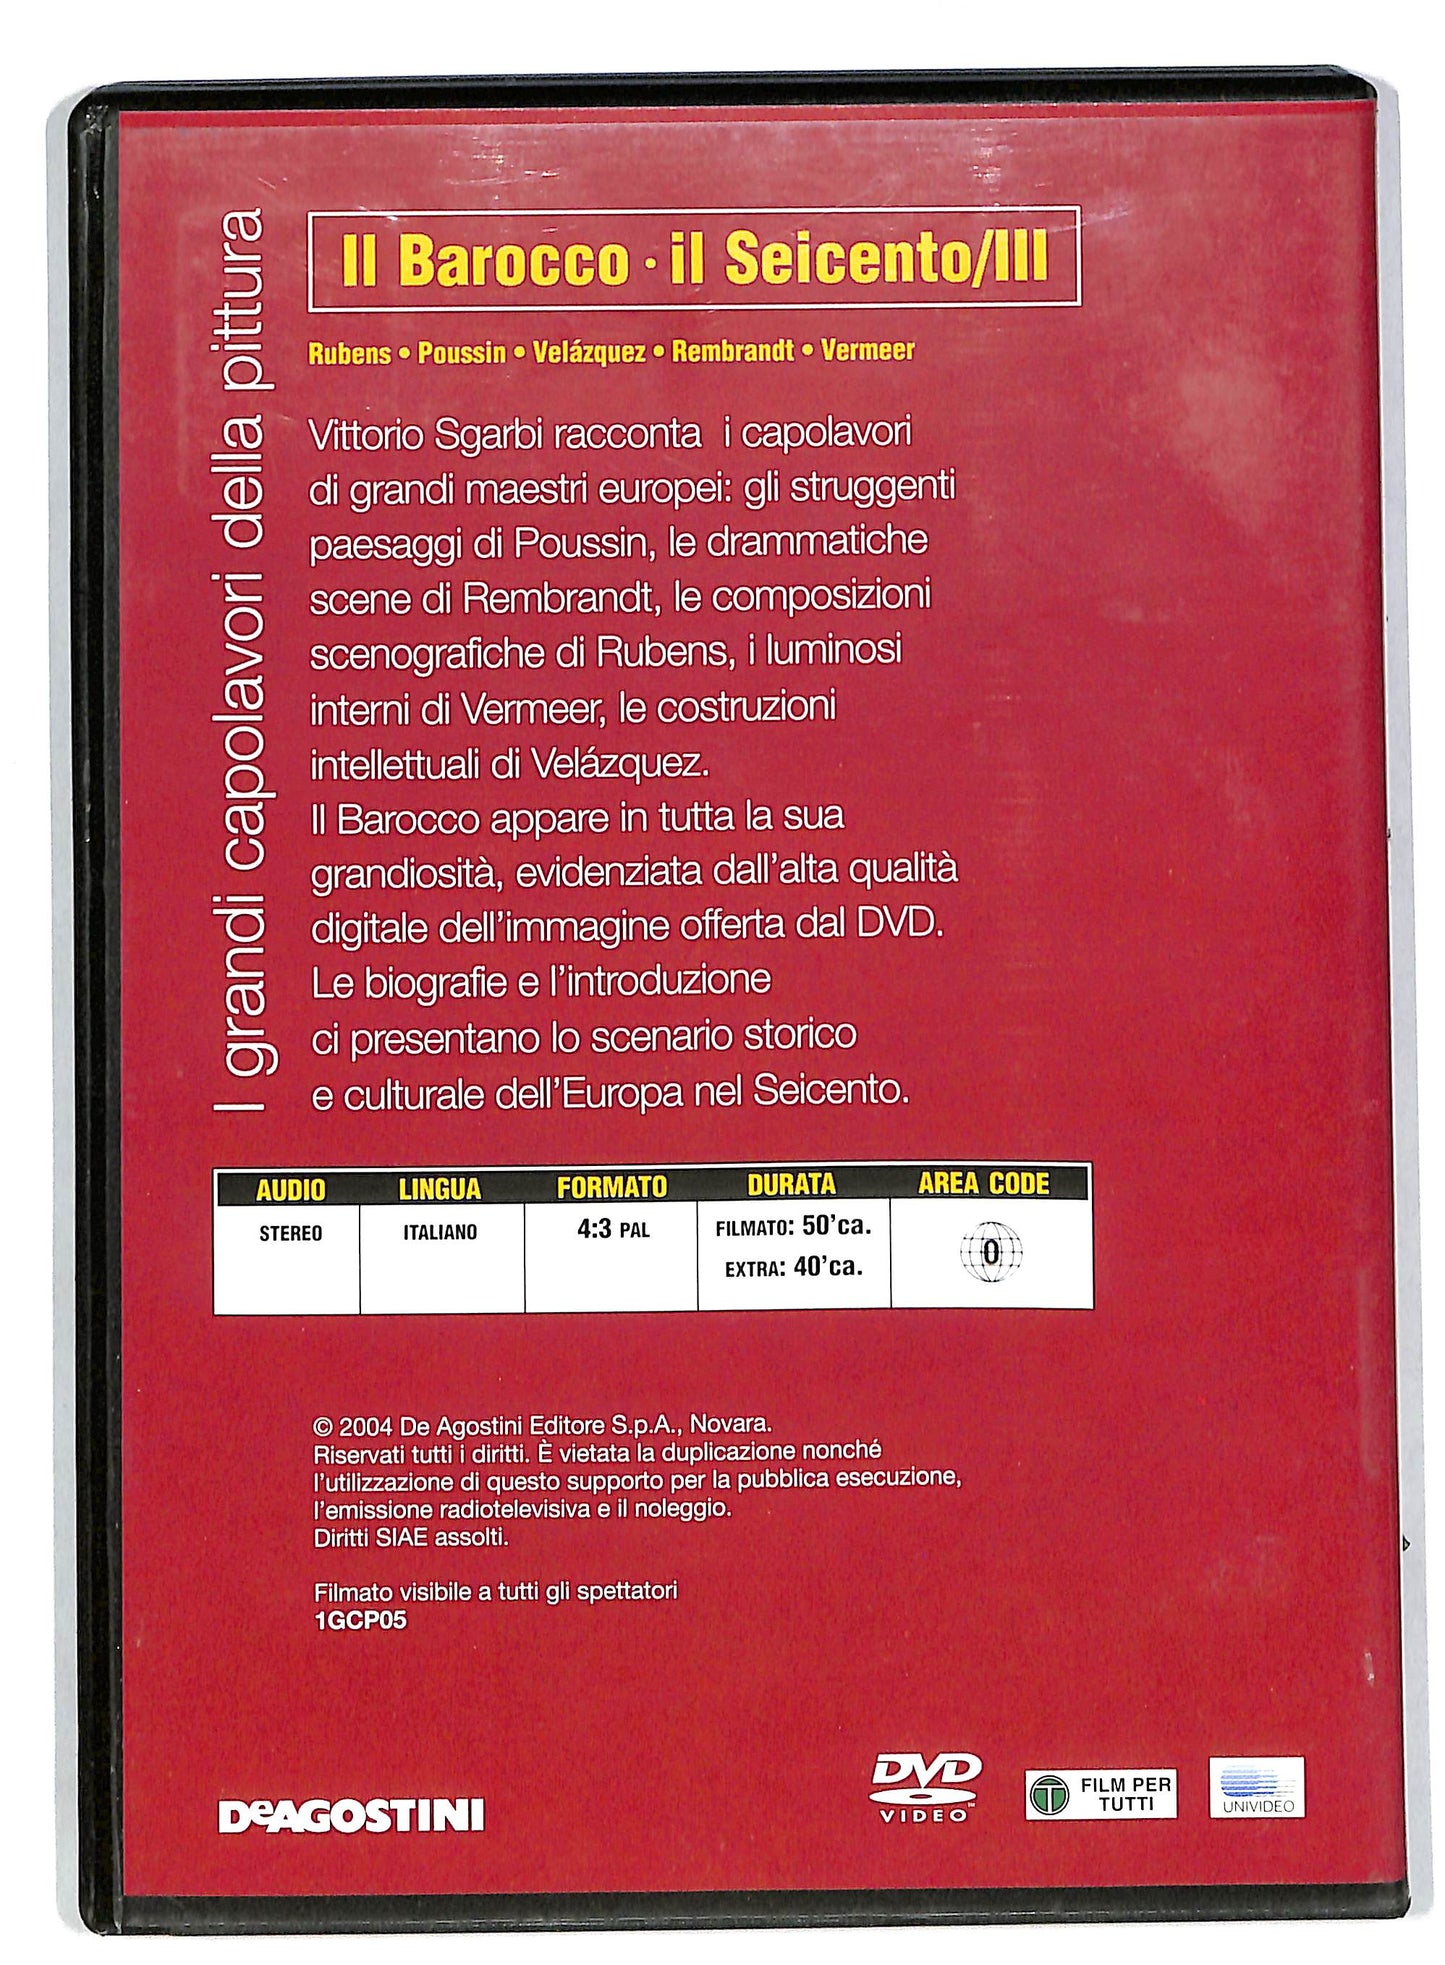 I grandi capolavori della pittura
Il Barocco · il Seicento/III
Rubens • Poussin • Velázquez • Rembrandt • Vermeer
Vittorio Sgarbi racconta i capolavori
di grandi maestri europei: gli struggenti
paesaggi di Poussin, le drammatiche
scene di Rembrandt, le composizioni
scenografiche di Rubens, i luminosi
interni di Vermeer, le costruzioni
intellettuali di Velázquez.
Il Barocco appare in tutta la sua
grandiosità, evidenziata dall'alta qualità
digitale dell'immagine offerta dal DVD.
Le biografie e l'introduzione
ci presentano lo scenario storico
e culturale dell'Europa nel Seicento.
AUDIO LINGUA FORMATO DURATA AREA CODE
STEREO ITALIANO 4:3 PAL FILMATO: 50'ca. 0
EXTRA: 40'ca.
© 2004 De Agostini Editore S.p.A., Novara.
Riservati tutti i diritti. È vietata la duplicazione nonché
l'utilizzazione di questo supporto per la pubblica esecuzione,
l'emissione radiotelevisiva e il noleggio.
Diritti SIAE assolti.
Filmato visibile a tutti gli spettatori
1GCP05
DeAGOSTINI
DVD
VIDEO
T FILM PER
TUTTI
UNIVIDEO